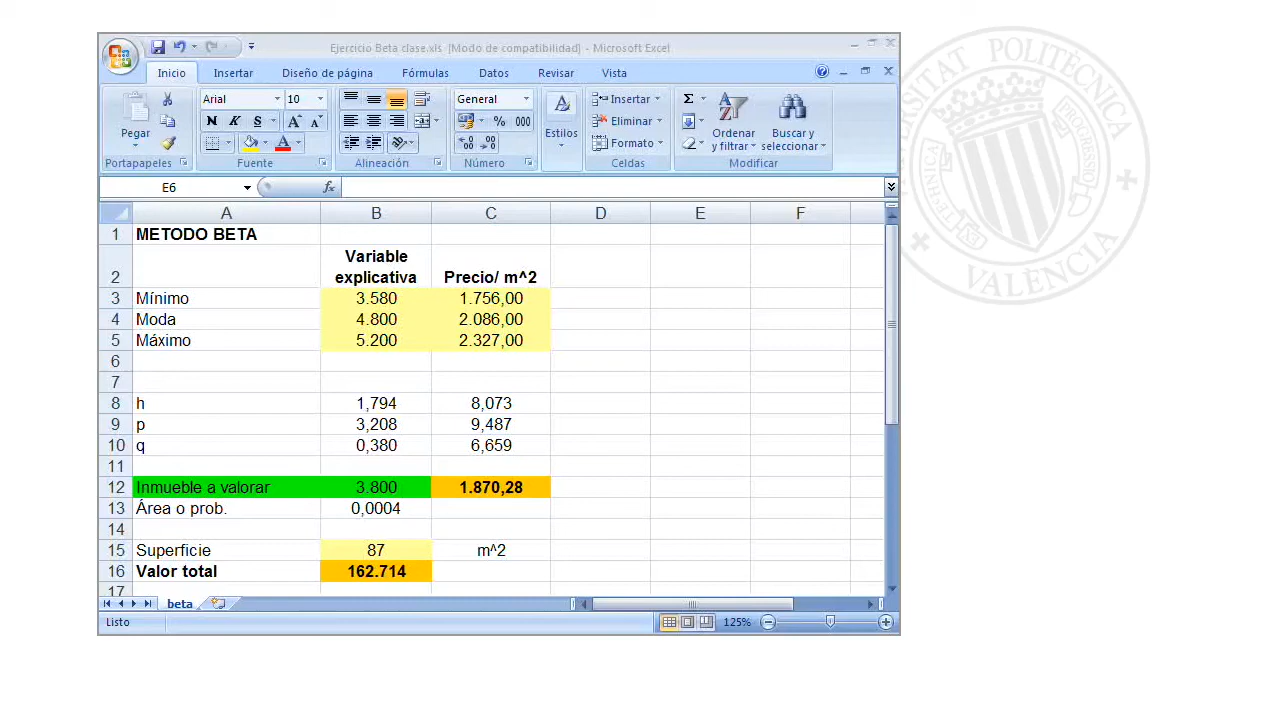 Ejercicio Beta clase.xls [Modo de compatibilidad] - Microsoft Excel
Inicio Insertar Diseño de página Fórmulas Datos Revisar Vista
Pegar
Portapapeles
Arial 10
N K S A A
A
Fuente
Alineación
General
% 000
Número
Estilos
Insertar
Eliminar
Formato
Celdas
Σ
Ordenar
y filtrar
Buscar y
seleccionar
Modificar
E6 fx
A B C D E F
1 METODO BETA
Variable
2 explicativa Precio/ m^2
3 Mínimo 3.580 1.756,00
4 Moda 4.800 2.086,00
5 Máximo 5.200 2.327,00
6
7
8 h 1,794 8,073
9 p 3,208 9,487
10 q 0,380 6,659
11
12 Inmueble a valorar 3.800 1.870,28
13 Área o prob. 0,0004
14
15 Superficie 87 m^2
16 Valor total 162.714
17
beta
Listo 125%
UNIVERSITAT POLITÈCNICA
VALÈNCIA